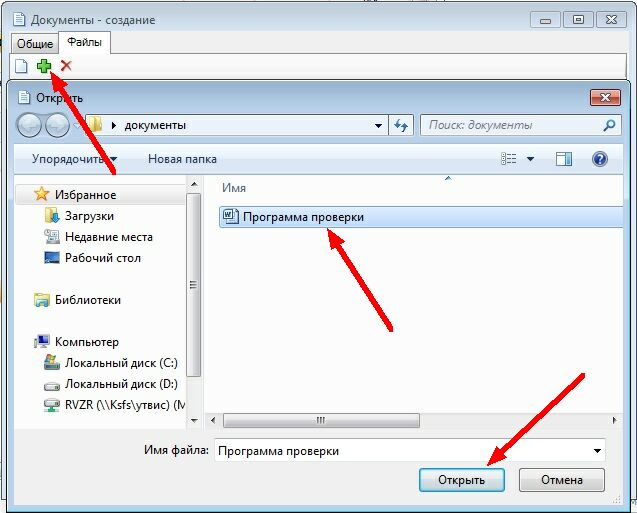 Документы - создание
Общие
Файлы
Открыть
документы
Поиск: документы
Упорядочить
Новая папка
Избранное
Загрузки
Недавние места
Рабочий стол
Библиотеки
Компьютер
Локальный диск (C:)
Локальный диск (D:)
RVZR (\\Ksfs\утвис) (M
Имя
Программа проверки
Имя файла:
Программа проверки
Открыть
Отмена